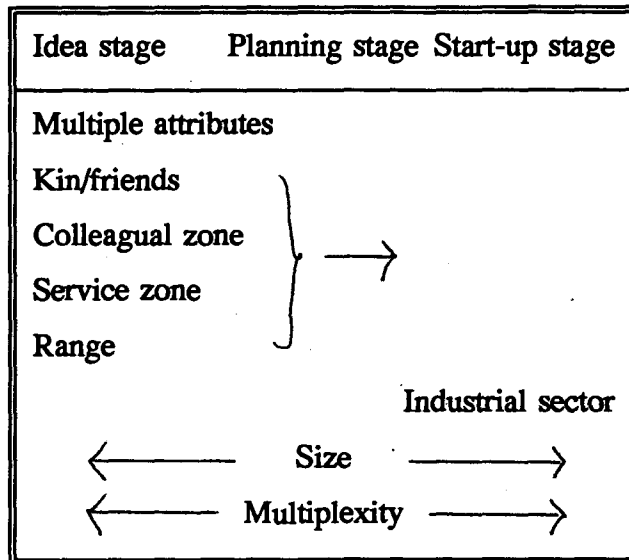 Idea stage Planning stage Start-up stage
Multiple attributes
Kin/friends
Colleagual zone
Service zone
Range
Industrial sector
Size
Multiplexity